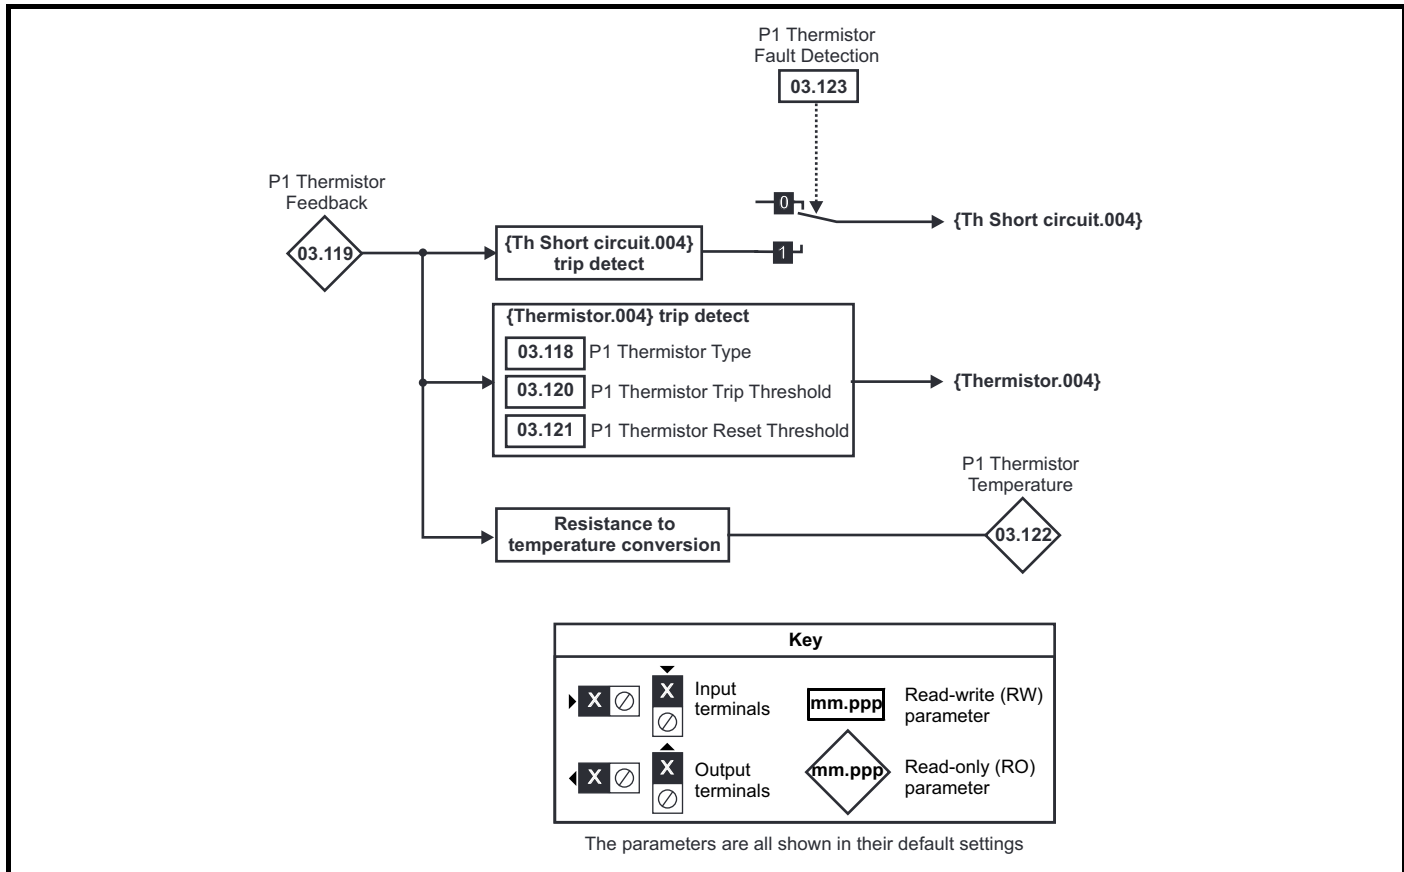 P1 Thermistor
Fault Detection
03.123
P1 Thermistor
Feedback
03.119
0
{Th Short circuit.004}
{Th Short circuit.004}
trip detect
1
{Thermistor.004} trip detect
03.118 P1 Thermistor Type
03.120 P1 Thermistor Trip Threshold
03.121 P1 Thermistor Reset Threshold
{Thermistor.004}
P1 Thermistor
Temperature
03.122
Resistance to
temperature conversion
Key
X
X
Input
terminals
mm.ppp
Read-write (RW)
parameter
X
X
Output
terminals
mm.ppp
Read-only (RO)
parameter
The parameters are all shown in their default settings